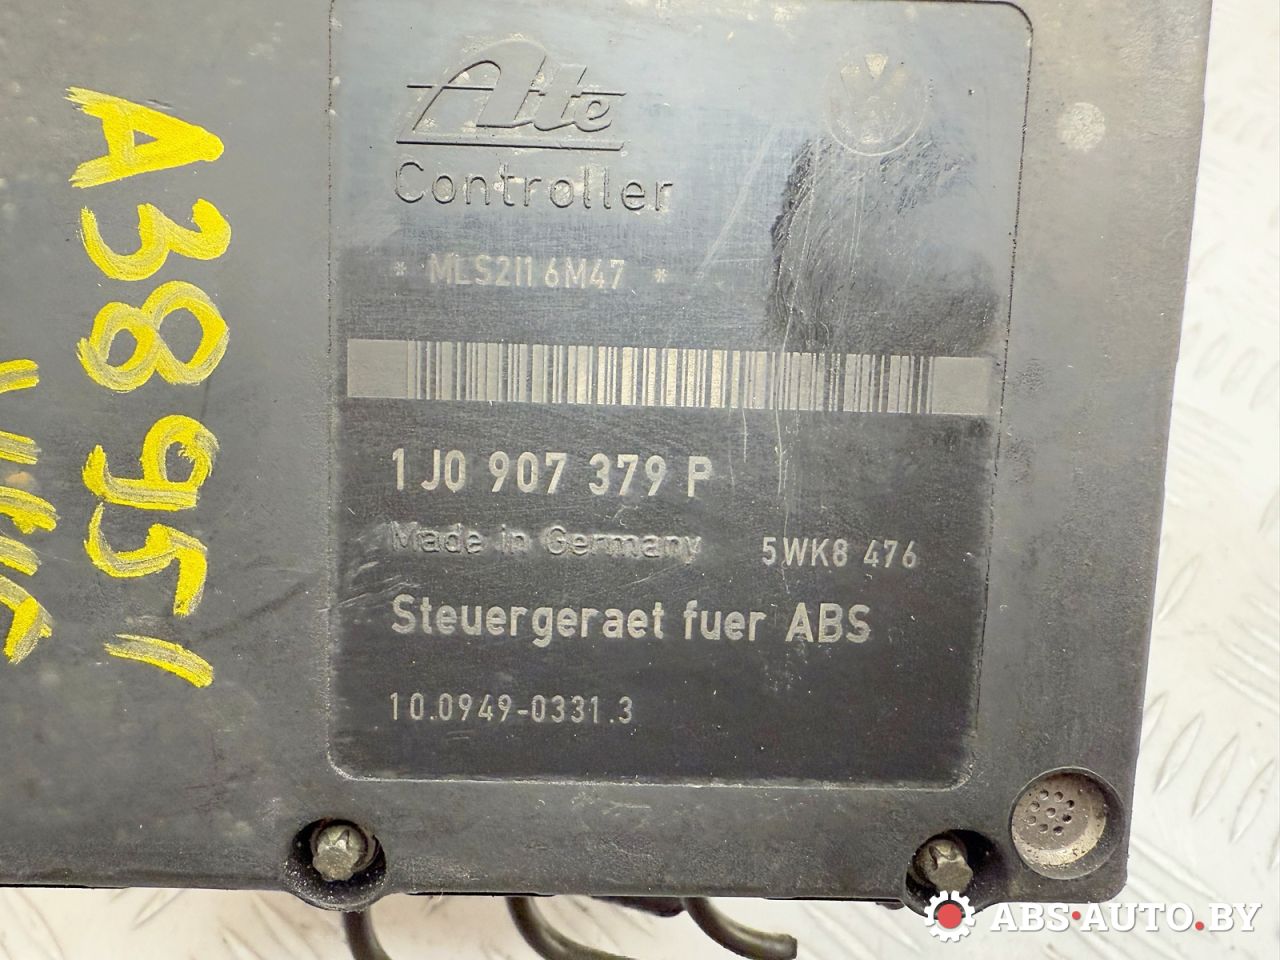 Ate
Controller
* MLS2II 6M47 *
1J0 907 379 P
Made in Germany 5WK8 476
Steuergeraet fuer ABS
10.0949-0331.3
A38951
ABS-AUTO.BY